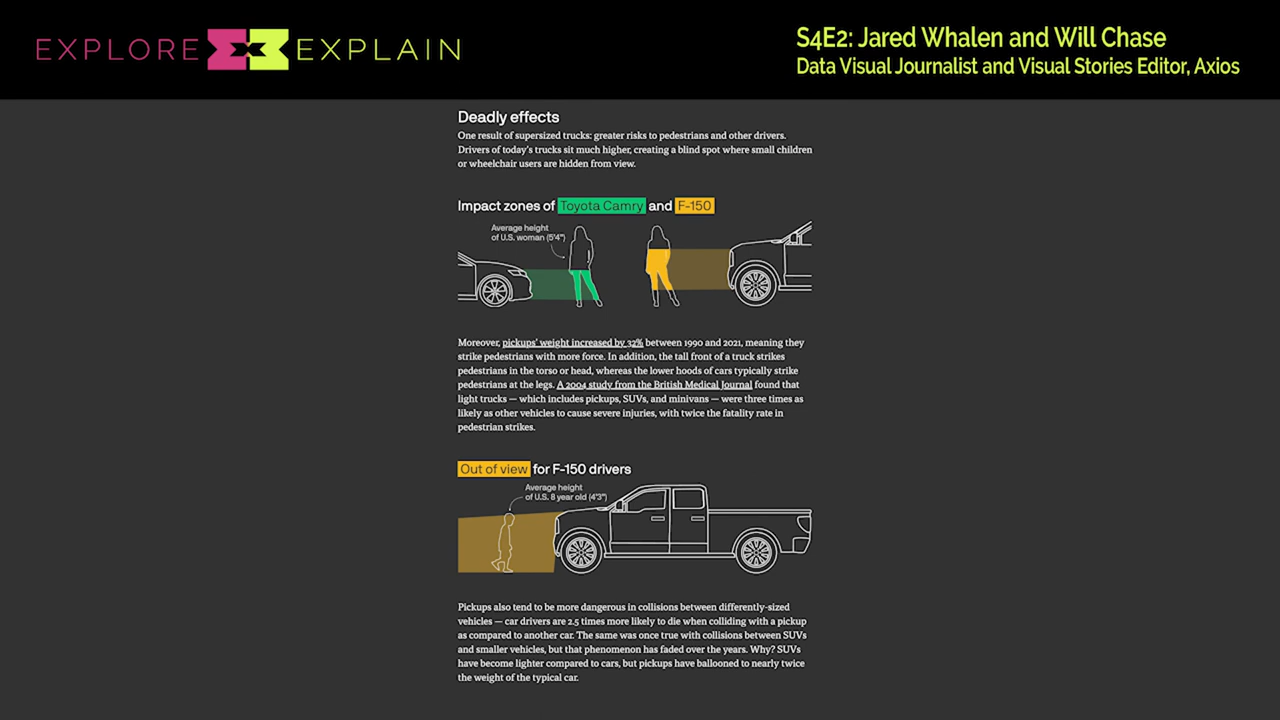 EXPLORE EXPLAIN
S4E2: Jared Whalen and Will Chase
Data Visual Journalist and Visual Stories Editor, Axios
Deadly effects
One result of supersized trucks: greater risks to pedestrians and other drivers.
Drivers of today's trucks sit much higher, creating a blind spot where small children
or wheelchair users are hidden from view.
Impact zones of Toyota Camry and F-150
Average height
of U.S. woman (5'4")
Moreover, pickups' weight increased by 32% between 1990 and 2021, meaning they
strike pedestrians with more force. In addition, the tall front of a truck strikes
pedestrians in the torso or head, whereas the lower hoods of cars typically strike
pedestrians at the legs. A 2004 study from the British Medical Journal found that
light trucks — which includes pickups, SUVs, and minivans — were three times as
likely as other vehicles to cause severe injuries, with twice the fatality rate in
pedestrian strikes.
Out of view for F-150 drivers
Average height
of U.S. 8 year old (4'3")
Pickups also tend to be more dangerous in collisions between differently-sized
vehicles — car drivers are 2.5 times more likely to die when colliding with a pickup
as compared to another car. The same was once true with collisions between SUVs
and smaller vehicles, but that phenomenon has faded over the years. Why? SUVs
have become lighter compared to cars, but pickups have ballooned to nearly twice
the weight of the typical car.